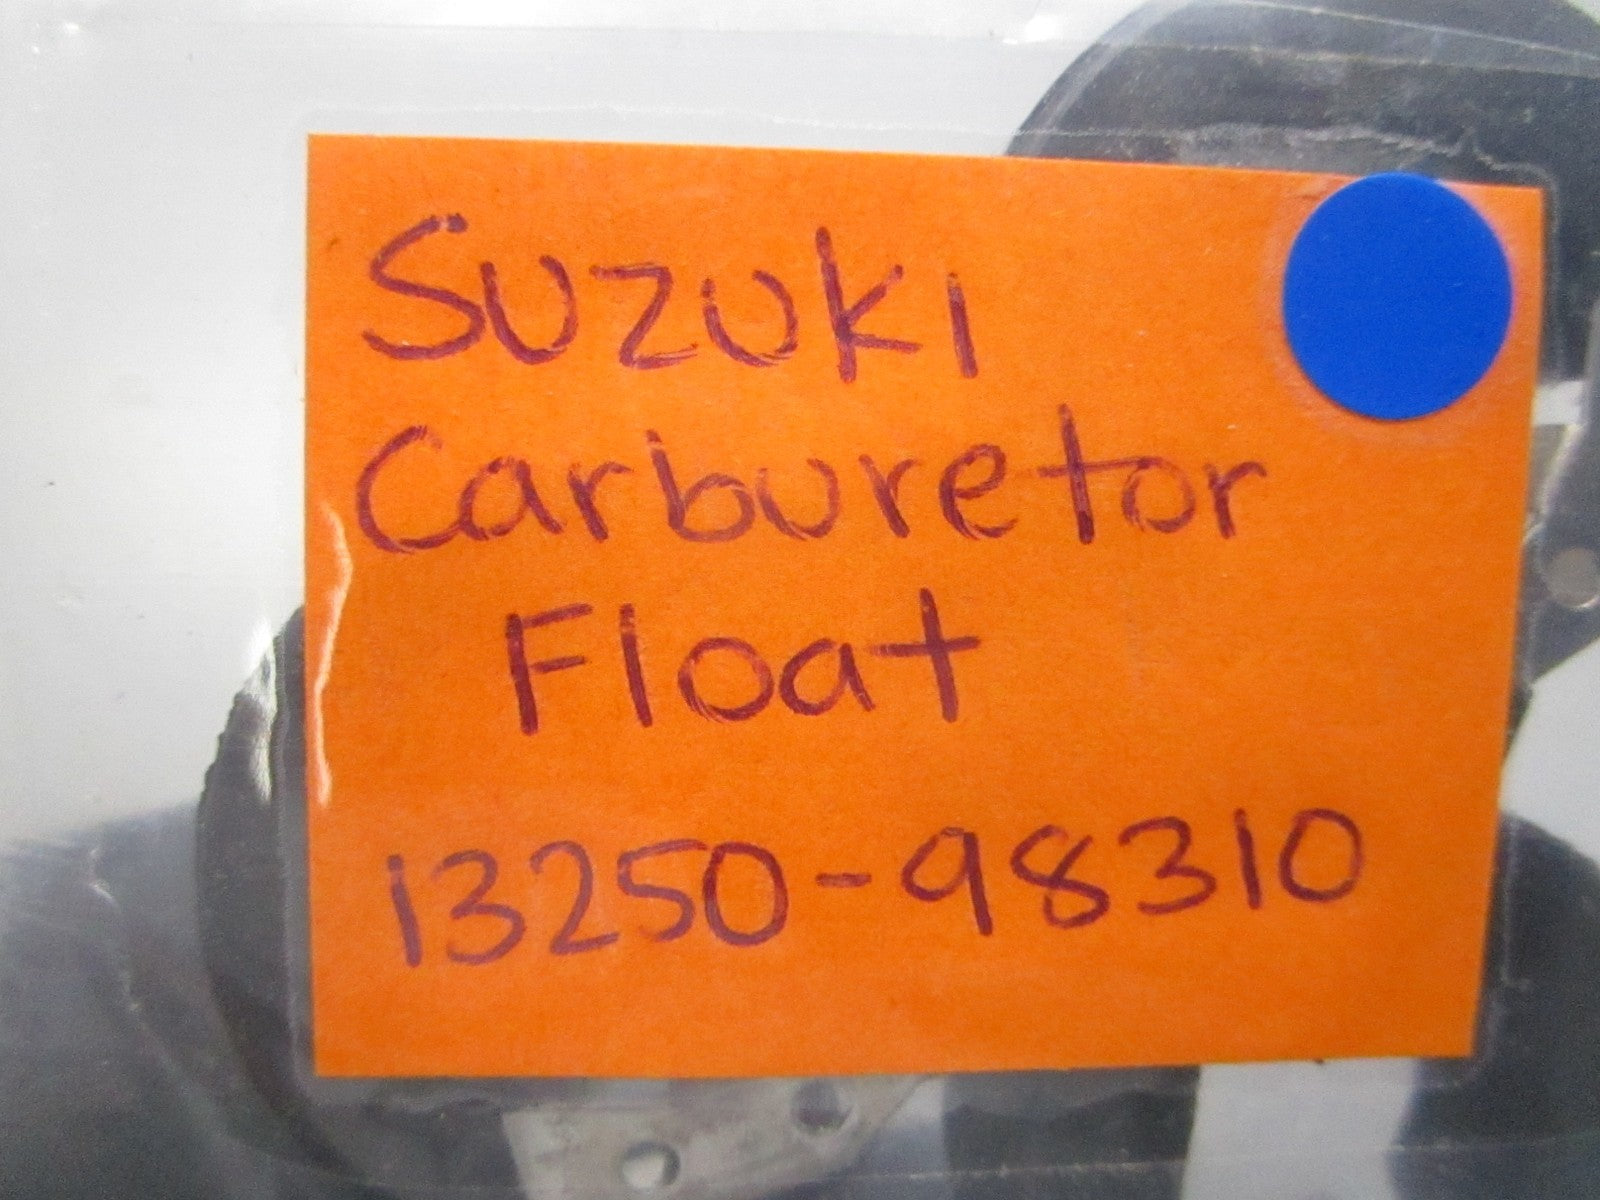 Suzuki
Carburetor
Float
13250-98310